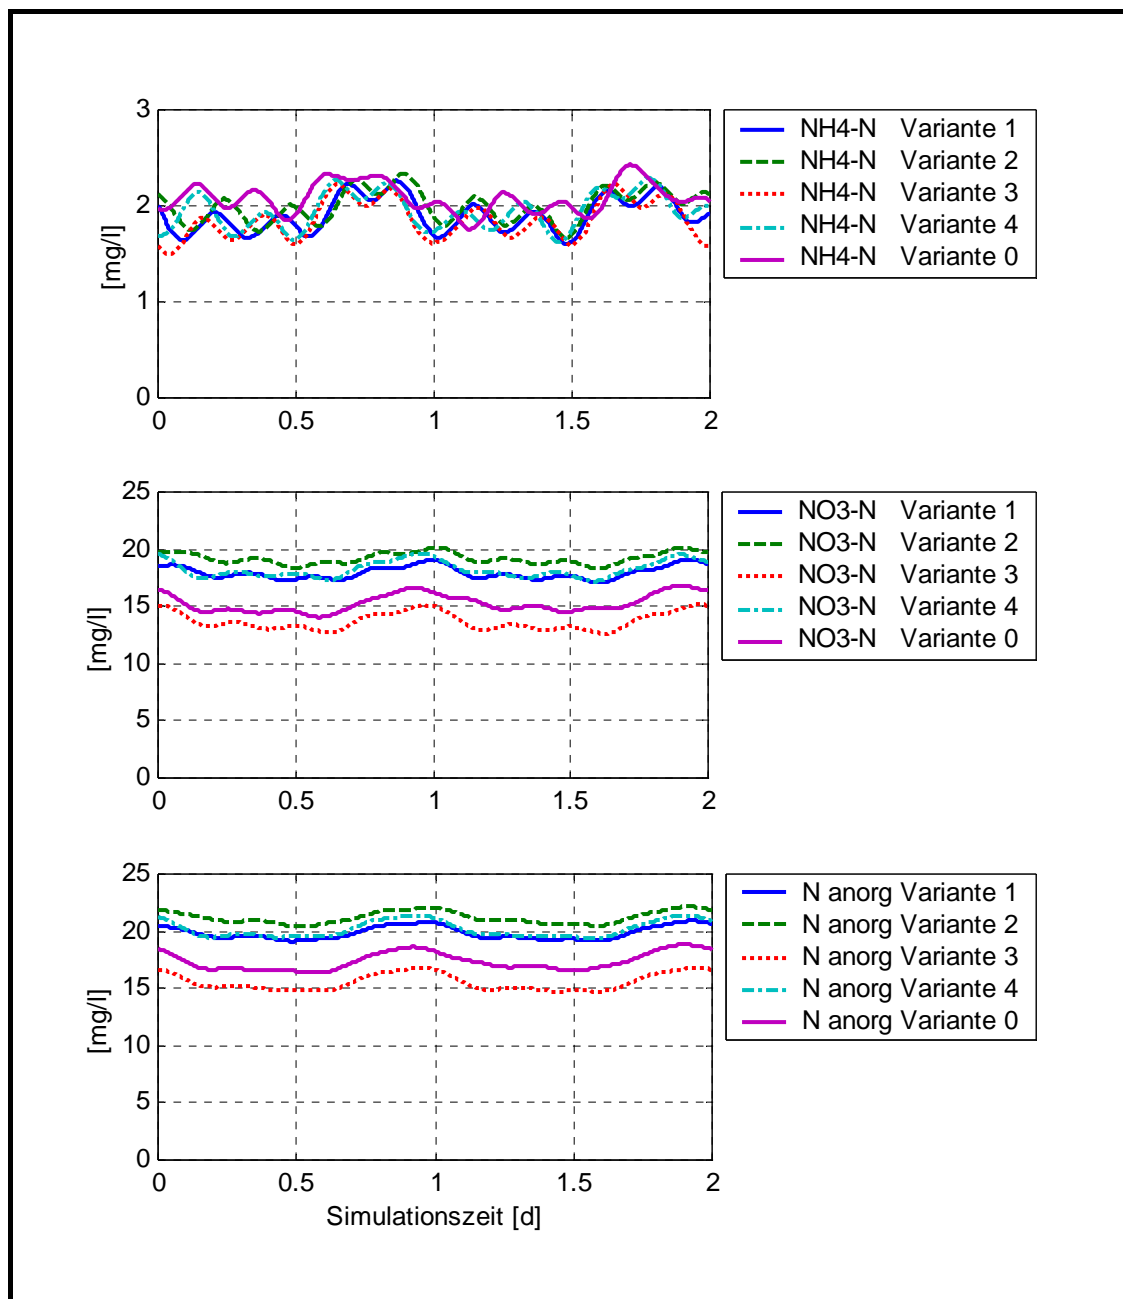 3
2
1
0
[mg/l]
0
0.5
1
1.5
2
NH4-N Variante 1
NH4-N Variante 2
NH4-N Variante 3
NH4-N Variante 4
NH4-N Variante 0
25
20
15
10
5
0
[mg/l]
0
0.5
1
1.5
2
NO3-N Variante 1
NO3-N Variante 2
NO3-N Variante 3
NO3-N Variante 4
NO3-N Variante 0
25
20
15
10
5
0
[mg/l]
0
0.5
1
1.5
2
Simulationszeit [d]
N anorg Variante 1
N anorg Variante 2
N anorg Variante 3
N anorg Variante 4
N anorg Variante 0